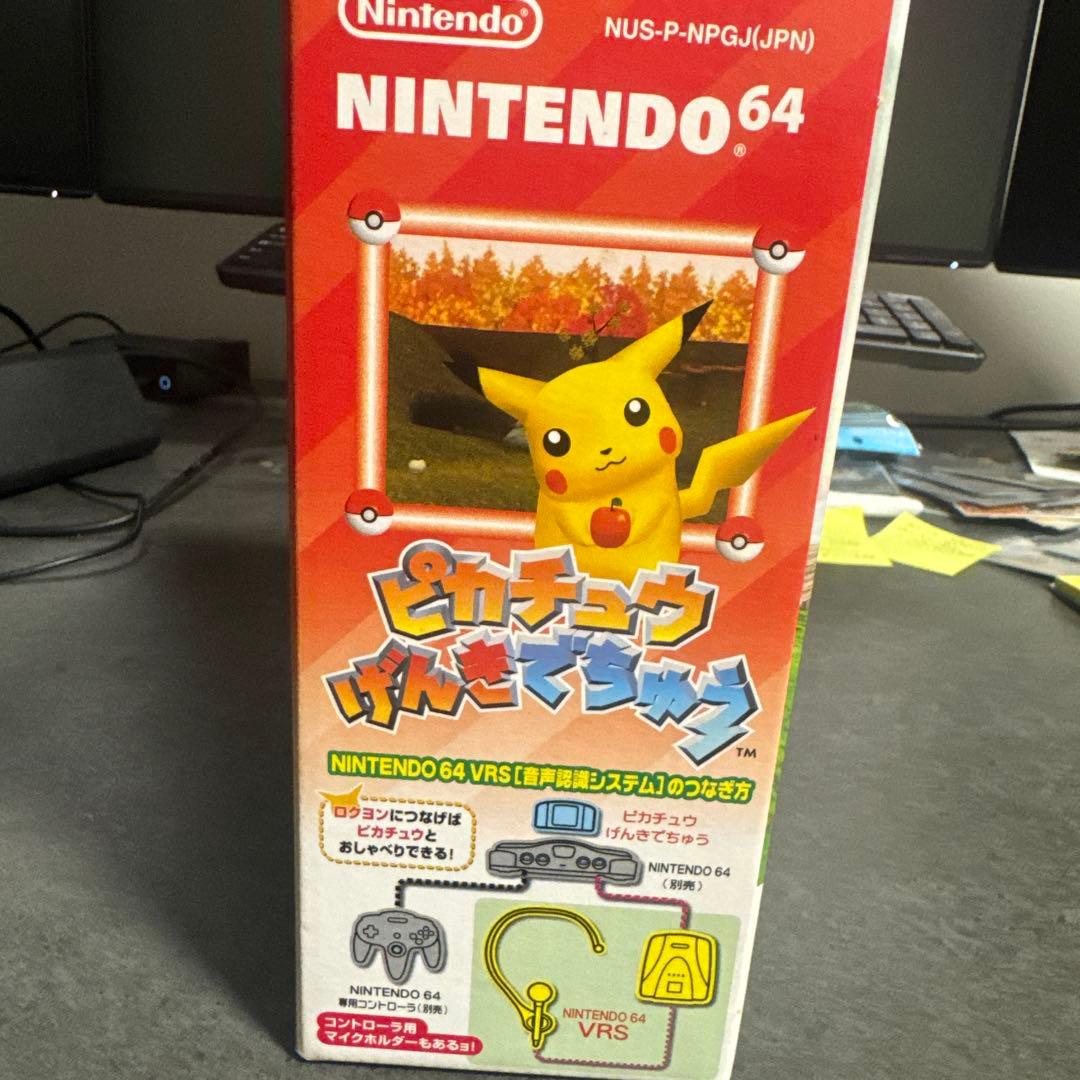 Nintendo®
NUS-P-NPGJ(JPN)
NINTENDO 64®
ピカチュウ
げんきでちゅう™
NINTENDO 64 VRS[音声認識システム]のつなぎ方
ロクヨンにつなげば
ピカチュウと
おしゃべりできる!
ピカチュウ
げんきでちゅう
NINTENDO 64
(別売)
NINTENDO 64
専用コントローラ(別売)
NINTENDO 64
VRS
コントローラ用
マイクホルダーもあるョ!